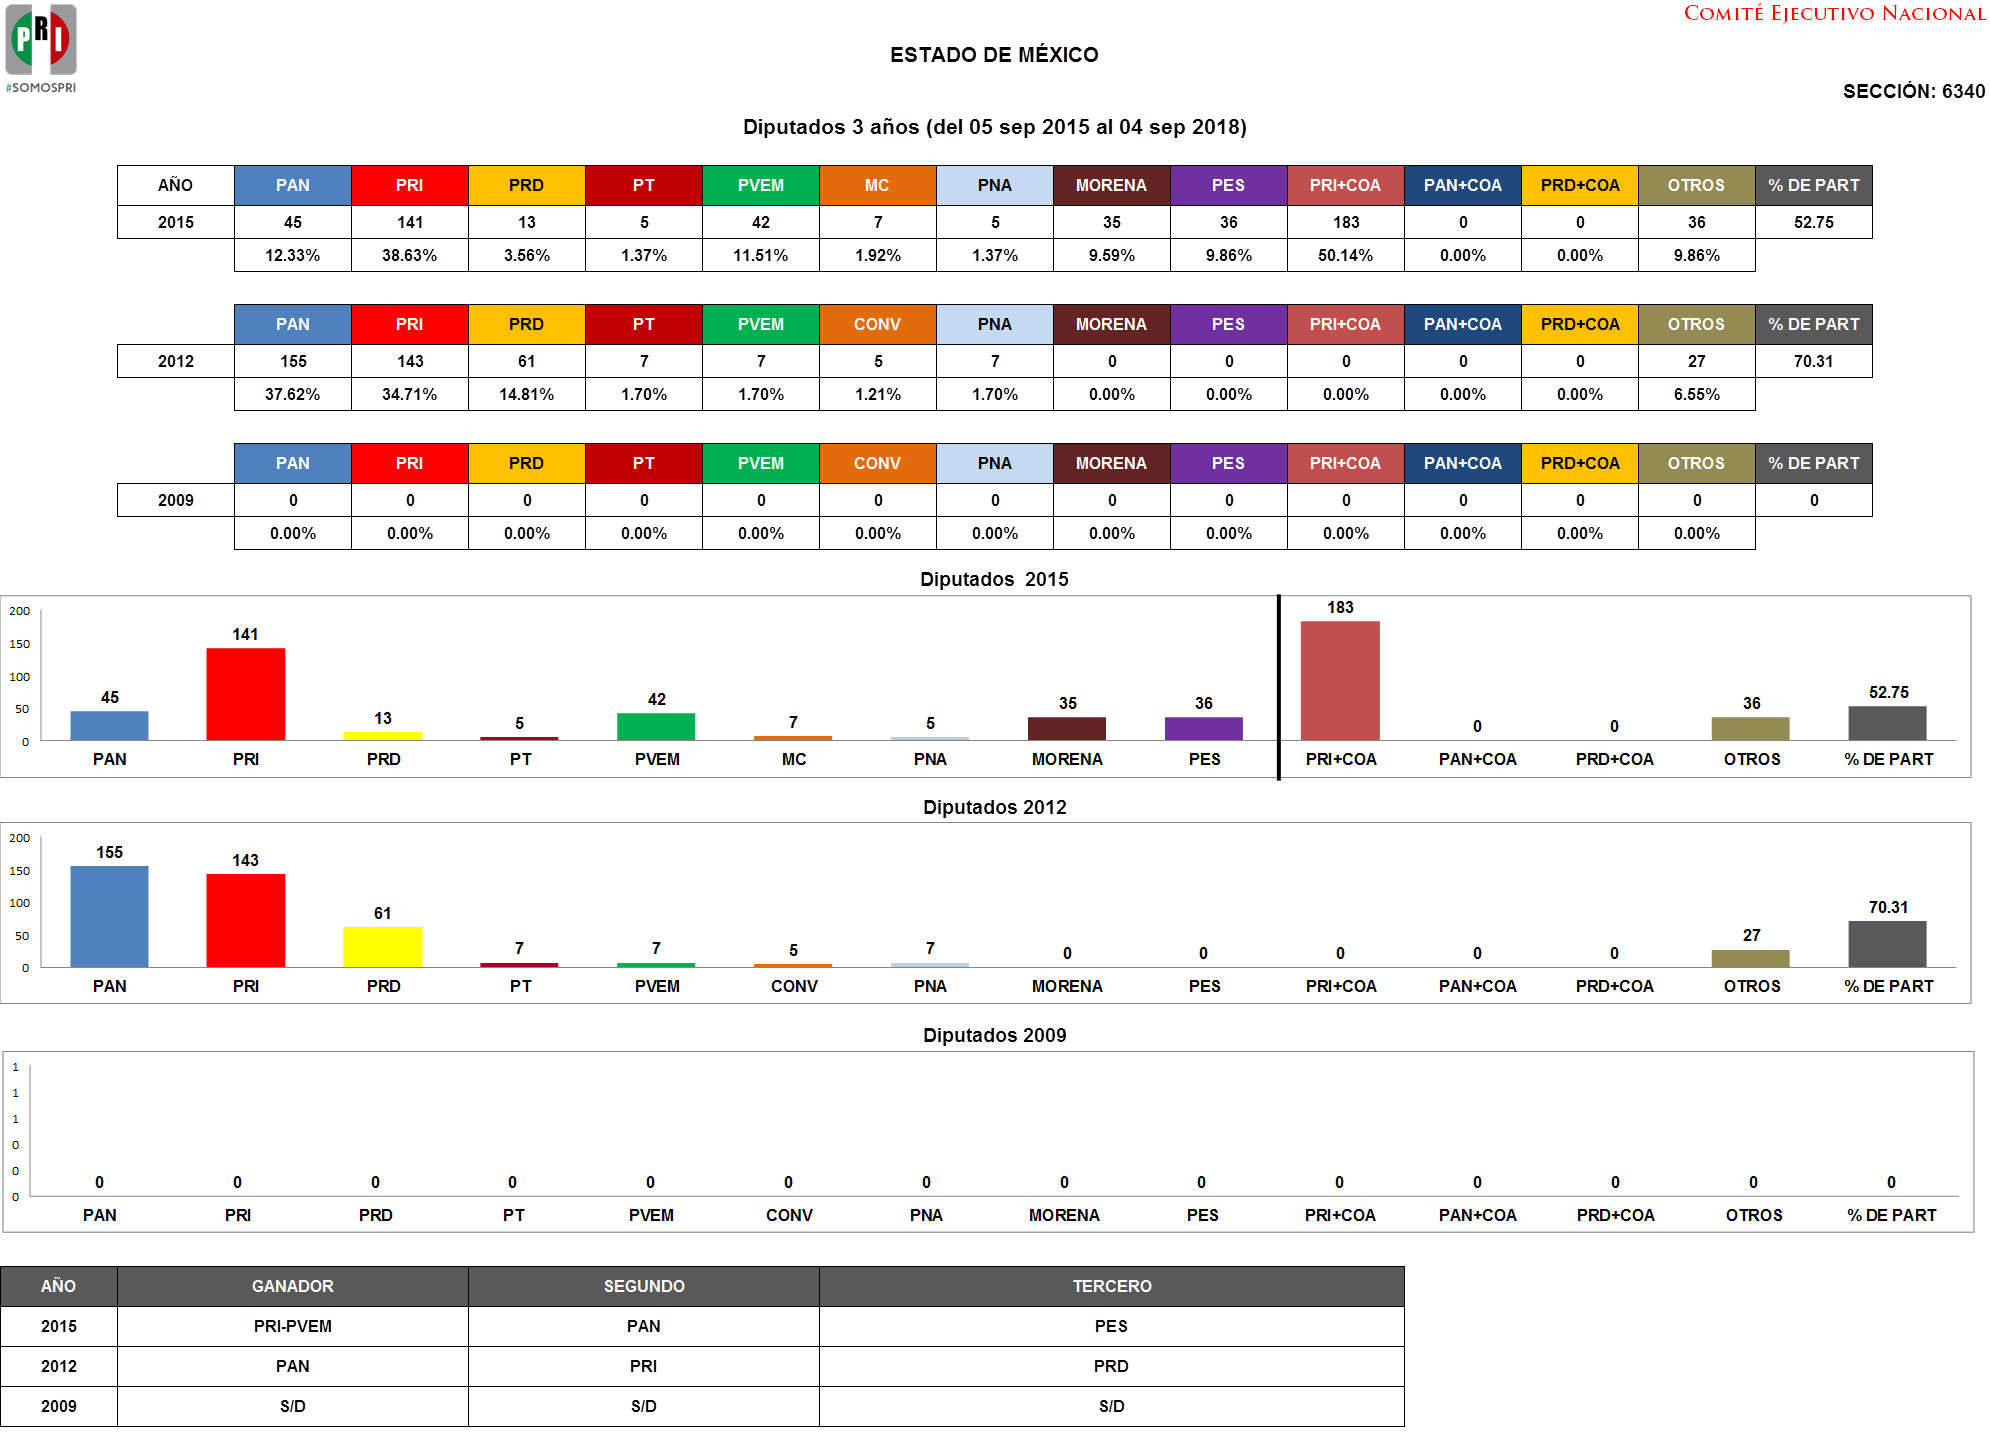 PRI
#SOMOSPRI
COMITÉ EJECUTIVO NACIONAL
ESTADO DE MÉXICO
SECCIÓN: 6340
Diputados 3 años (del 05 sep 2015 al 04 sep 2018)
AÑO PAN PRI PRD PT PVEM MC PNA MORENA PES PRI+COA PAN+COA PRD+COA OTROS % DE PART
2015 45 141 13 5 42 7 5 35 36 183 0 0 36 52.75
12.33% 38.63% 3.56% 1.37% 11.51% 1.92% 1.37% 9.59% 9.86% 50.14% 0.00% 0.00% 9.86%
PAN PRI PRD PT PVEM CONV PNA MORENA PES PRI+COA PAN+COA PRD+COA OTROS % DE PART
2012 155 143 61 7 7 5 7 0 0 0 0 0 27 70.31
37.62% 34.71% 14.81% 1.70% 1.70% 1.21% 1.70% 0.00% 0.00% 0.00% 0.00% 0.00% 6.55%
PAN PRI PRD PT PVEM CONV PNA MORENA PES PRI+COA PAN+COA PRD+COA OTROS % DE PART
2009 0 0 0 0 0 0 0 0 0 0 0 0 0 0
0.00% 0.00% 0.00% 0.00% 0.00% 0.00% 0.00% 0.00% 0.00% 0.00% 0.00% 0.00% 0.00%
Diputados 2015
200
150
100
50
0
45 141 13 5 42 7 5 35 36 183 0 0 36 52.75
PAN PRI PRD PT PVEM MC PNA MORENA PES PRI+COA PAN+COA PRD+COA OTROS % DE PART
Diputados 2012
200
150
100
50
0
155 143 61 7 7 5 7 0 0 0 0 0 27 70.31
PAN PRI PRD PT PVEM CONV PNA MORENA PES PRI+COA PAN+COA PRD+COA OTROS % DE PART
Diputados 2009
1
1
1
0
0
0
0 0 0 0 0 0 0 0 0 0 0 0 0 0
PAN PRI PRD PT PVEM CONV PNA MORENA PES PRI+COA PAN+COA PRD+COA OTROS % DE PART
AÑO GANADOR SEGUNDO TERCERO
2015 PRI-PVEM PAN PES
2012 PAN PRI PRD
2009 S/D S/D S/D